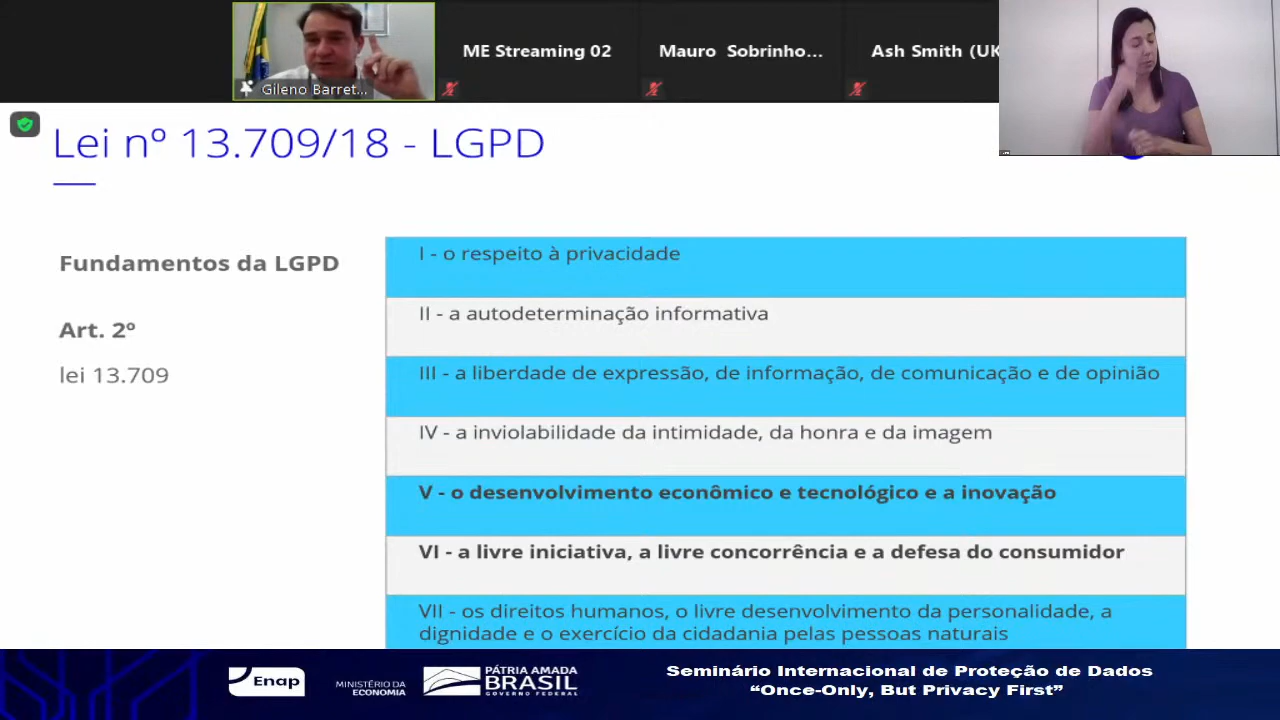 ME Streaming 02
Mauro Sobrinho...
Ash Smith (UK
Gileno Barret...
Lei nº 13.709/18 - LGPD
Fundamentos da LGPD
Art. 2º
lei 13.709
I - o respeito à privacidade
II - a autodeterminação informativa
III - a liberdade de expressão, de informação, de comunicação e de opinião
IV - a inviolabilidade da intimidade, da honra e da imagem
V - o desenvolvimento econômico e tecnológico e a inovação
VI - a livre iniciativa, a livre concorrência e a defesa do consumidor
VII - os direitos humanos, o livre desenvolvimento da personalidade, a
dignidade e o exercício da cidadania pelas pessoas naturais
Enap
MINISTÉRIO DA
ECONOMIA
PÁTRIA AMADA
BRASIL
GOVERNO FEDERAL
Seminário Internacional de Proteção de Dados
“Once-Only, But Privacy First”